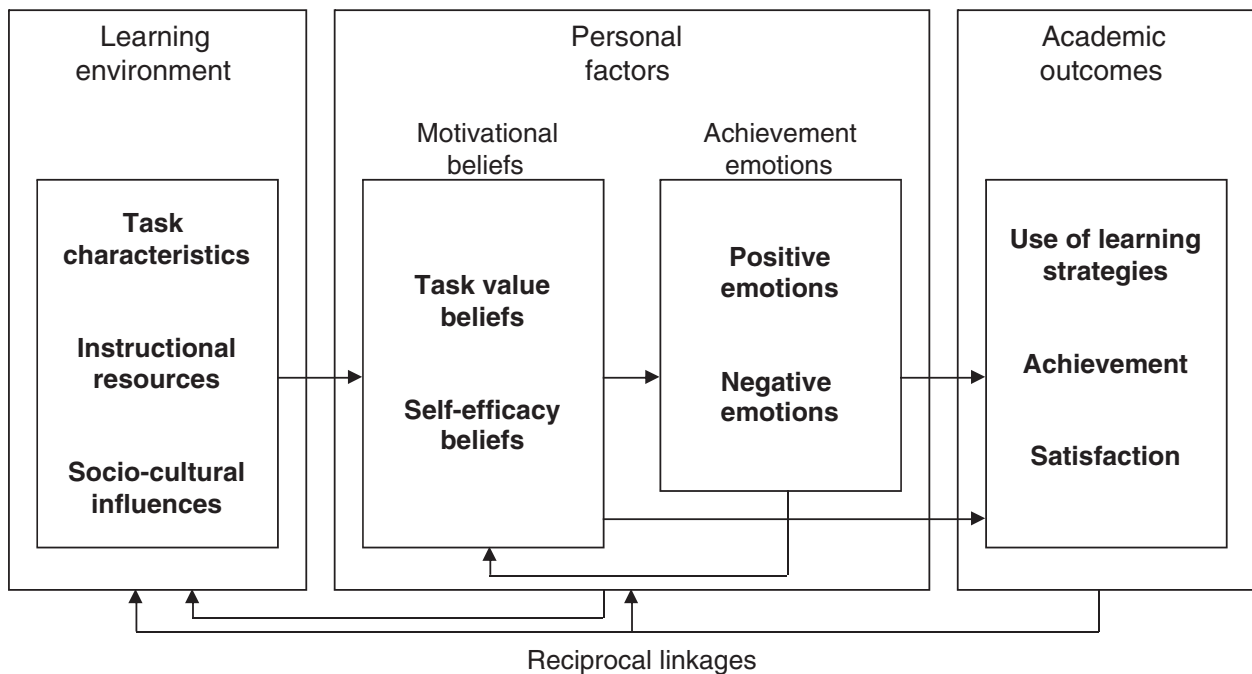 Learning
environment
Personal
factors
Academic
outcomes
Motivational
beliefs
Achievement
emotions
Task
characteristics
Instructional
resources
Socio-cultural
influences
Task value
beliefs
Self-efficacy
beliefs
Positive
emotions
Negative
emotions
Use of learning
strategies
Achievement
Satisfaction
Reciprocal linkages